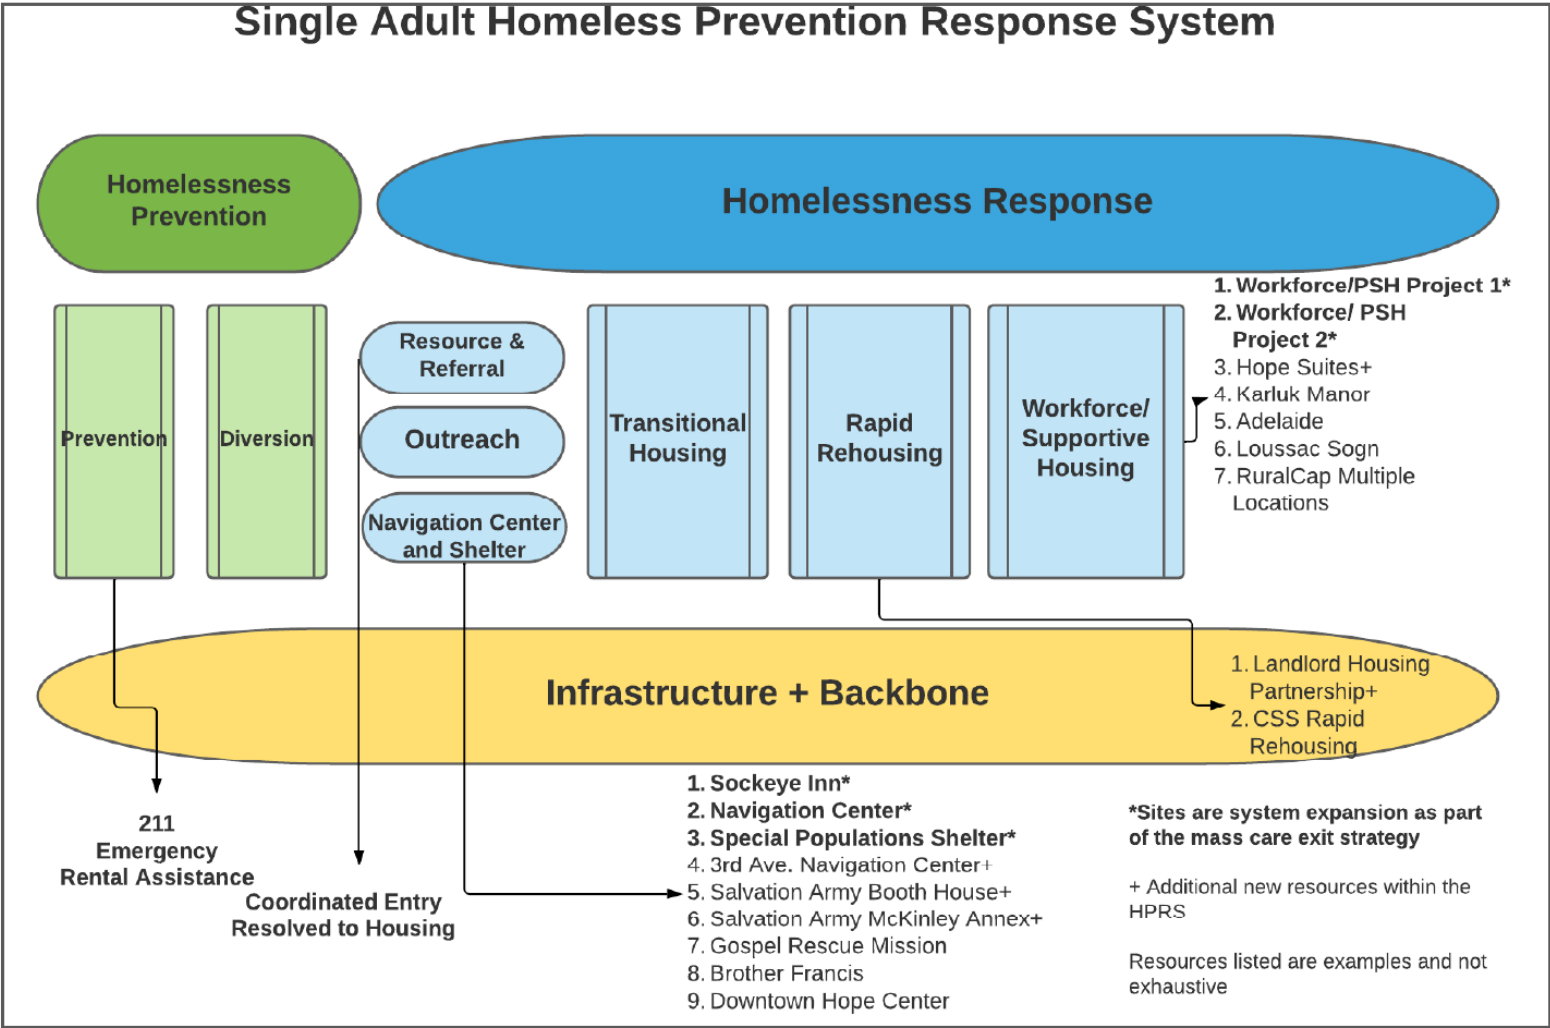 Single Adult Homeless Prevention Response System
Homelessness
Prevention
Homelessness Response
Prevention
Diversion
Resource &
Referral
Outreach
Navigation Center
and Shelter
Transitional
Housing
Rapid
Rehousing
Workforce/
Supportive
Housing
1. Workforce/PSH Project 1*
2. Workforce/ PSH
Project 2*
3. Hope Suites+
4. Karluk Manor
5. Adelaide
6. Loussac Sogn
7. RuralCap Multiple
Locations
Infrastructure + Backbone
1. Landlord Housing
Partnership+
2. CSS Rapid
Rehousing
211
Emergency
Rental Assistance
Coordinated Entry
Resolved to Housing
1. Sockeye Inn*
2. Navigation Center*
3. Special Populations Shelter*
4. 3rd Ave. Navigation Center+
5. Salvation Army Booth House+
6. Salvation Army McKinley Annex+
7. Gospel Rescue Mission
8. Brother Francis
9. Downtown Hope Center
*Sites are system expansion as part
of the mass care exit strategy
+ Additional new resources within the
HPRS
Resources listed are examples and not
exhaustive